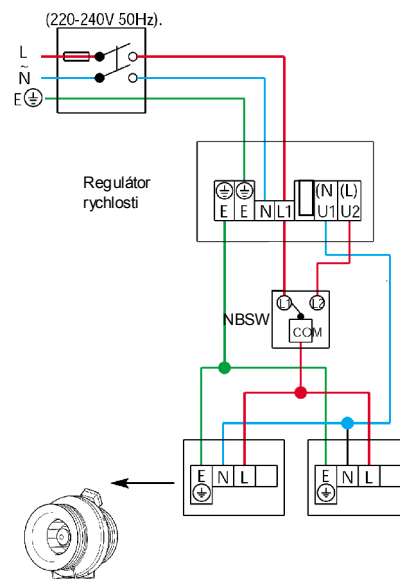 (220-240V 50Hz).
L
~
N
E
Regulátor
rychlosti
(N (L)
E E N L1 U1 U2
L1 L2
NBSW
COM
E N L
E N L